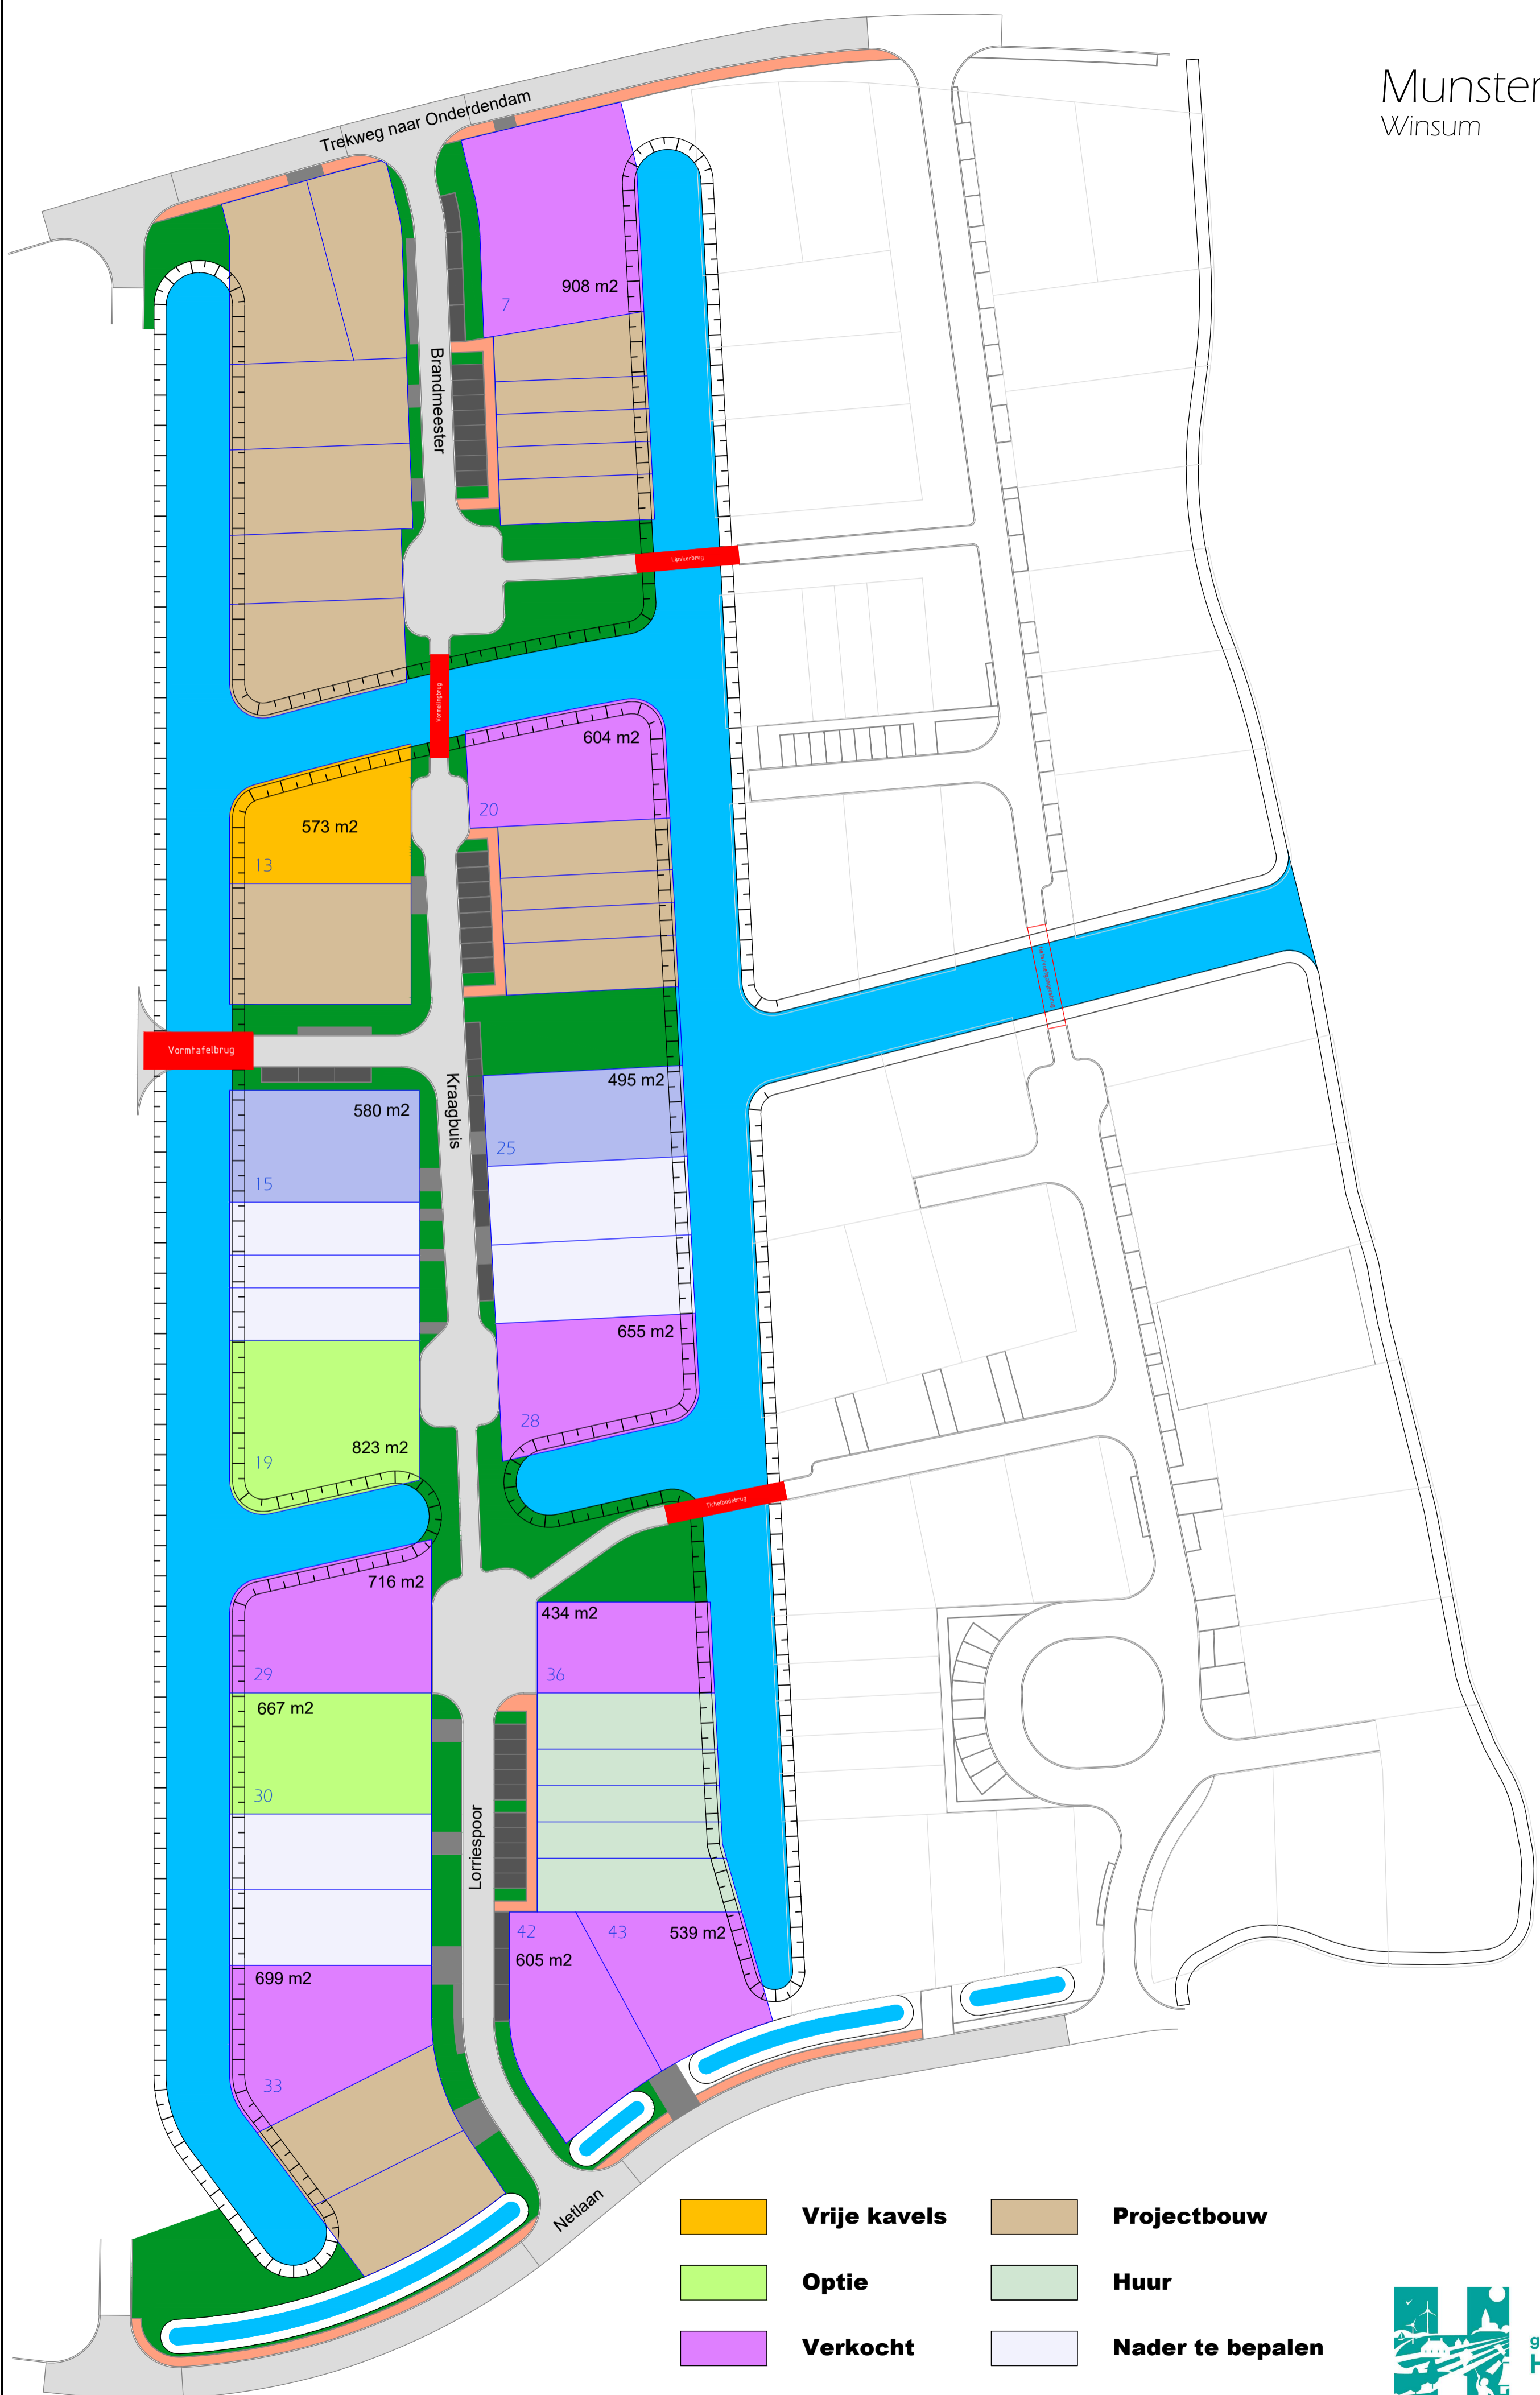 Munster
Winsum
Trekweg naar Onderdendam
908 m2
7
Brandmeester
Lipskerbrug
604 m2
20
573 m2
13
Vormtafelbrug
Kraagbuis
495 m2
25
580 m2
15
655 m2
28
823 m2
19
Tichelbodebrug
716 m2
29
434 m2
36
667 m2
30
Lorriespoor
42
43
539 m2
605 m2
699 m2
33
Netlaan
Vrije kavels
Projectbouw
Optie
Huur
Verkocht
Nader te bepalen
g
H